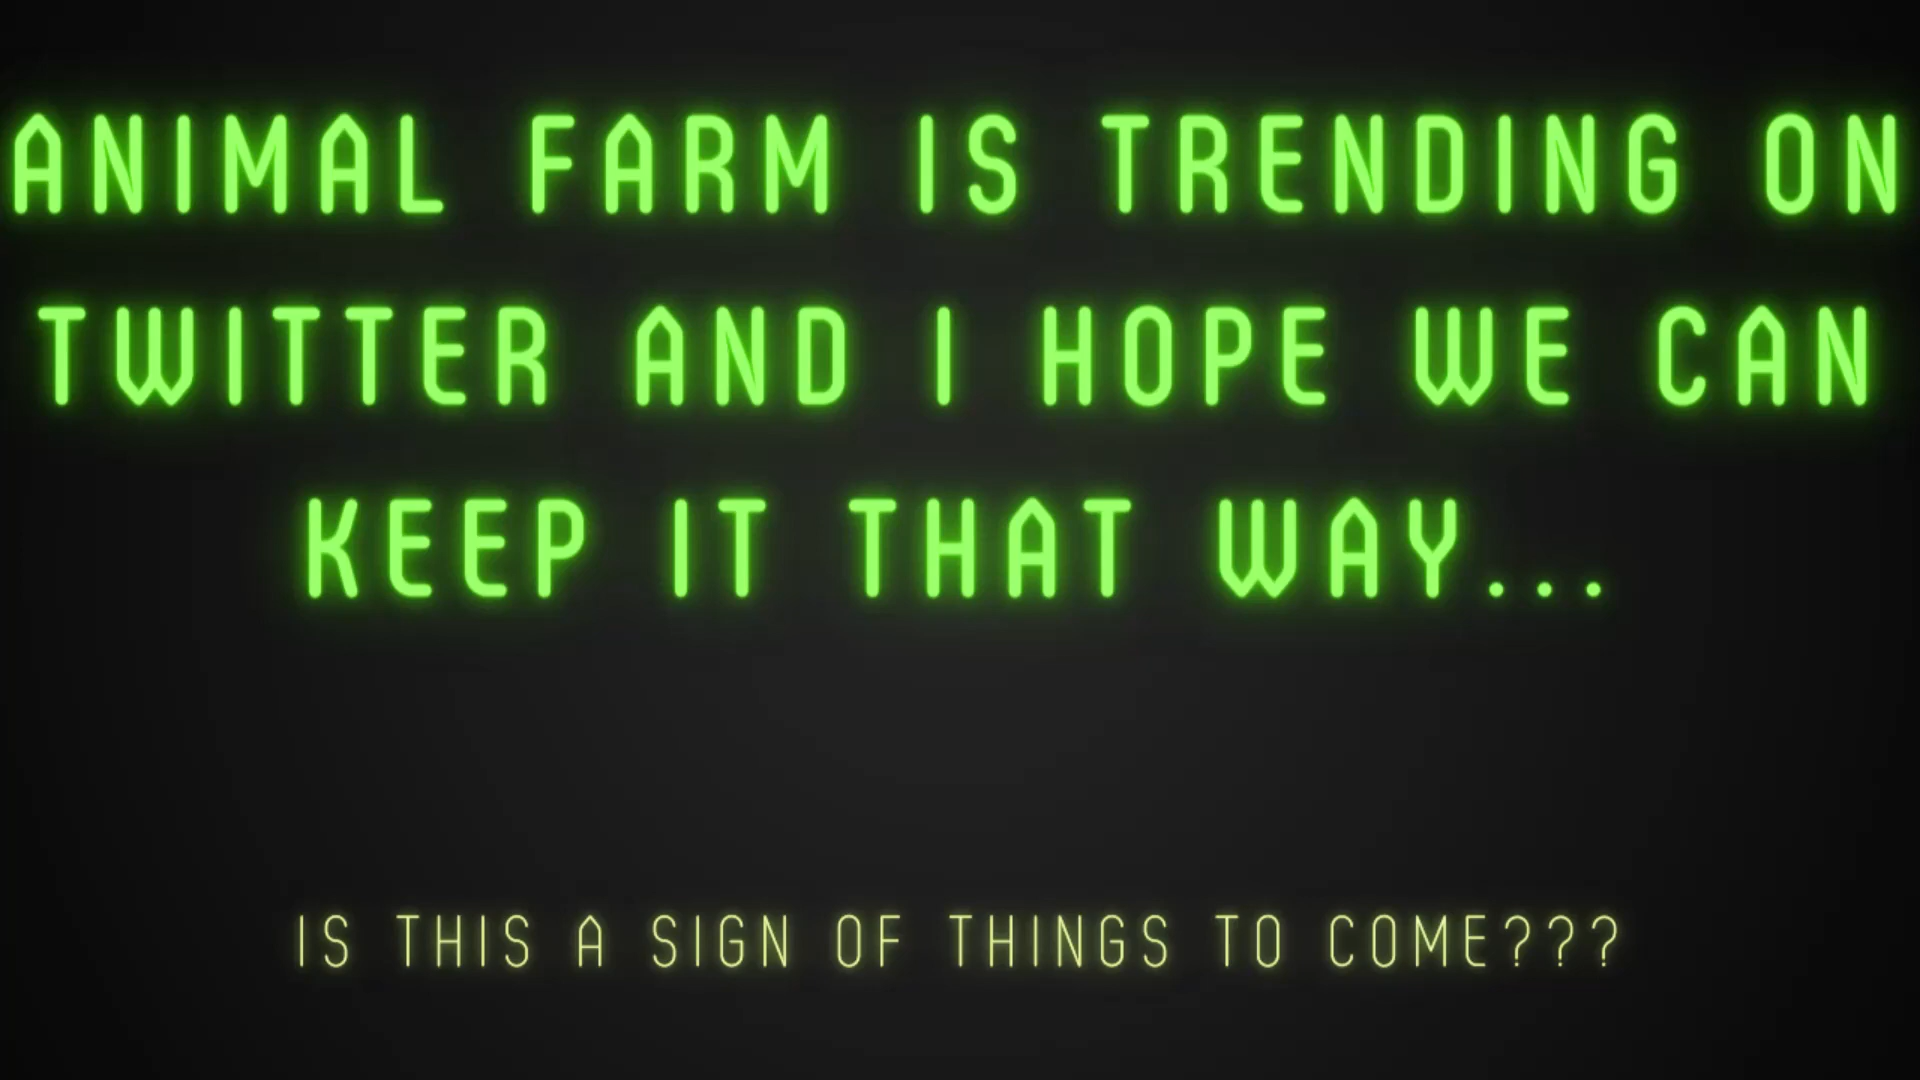 ANIMAL FARM IS TRENDING ON
TWITTER AND I HOPE WE CAN
KEEP IT THAT WAY...
IS THIS A SIGN OF THINGS TO COME???